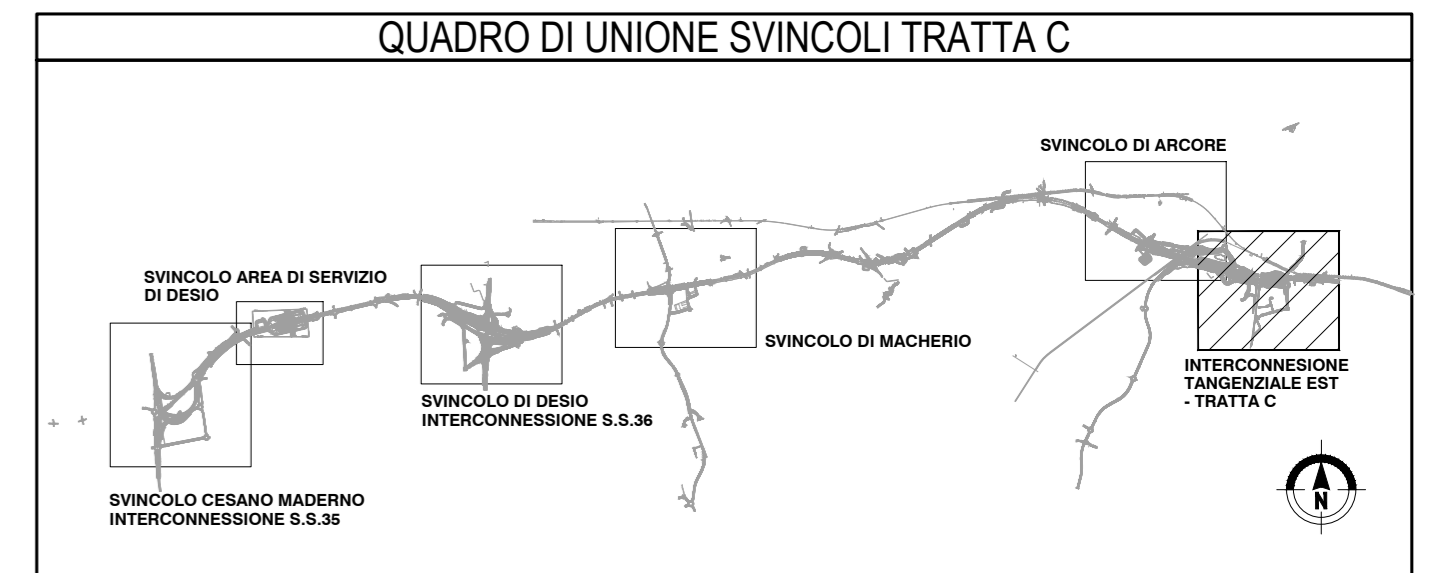 QUADRO DI UNIONE SVINCOLI TRATTA C
SVINCOLO DI ARCORE
SVINCOLO AREA DI SERVIZIO
DI DESIO
SVINCOLO DI MACHERIO
INTERCONNESIONE
TANGENZIALE EST
- TRATTA C
SVINCOLO DI DESIO
INTERCONNESSIONE S.S.36
SVINCOLO CESANO MADERNO
INTERCONNESSIONE S.S.35
N